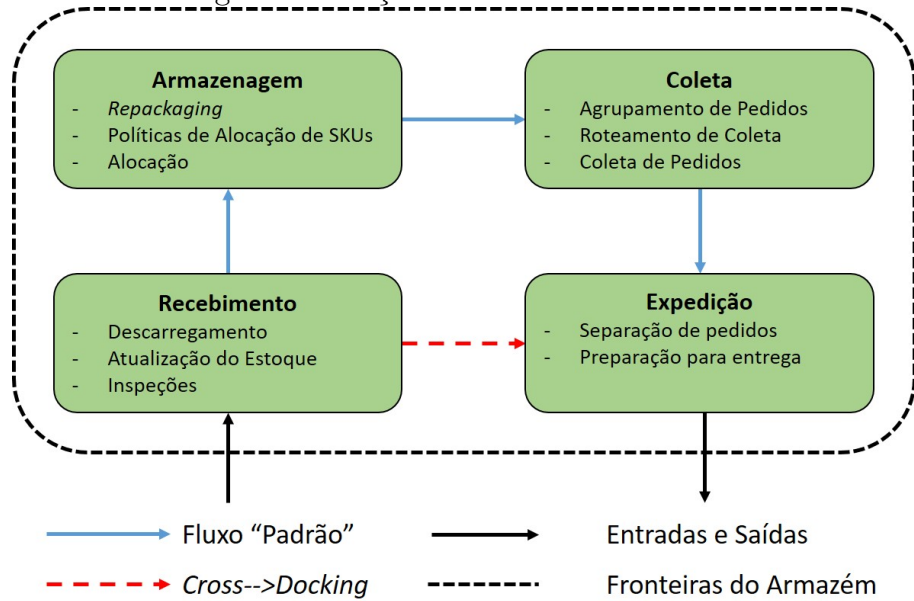 Armazenagem
- Repackaging
- Políticas de Alocação de SKUs
- Alocação
Coleta
- Agrupamento de Pedidos
- Roteamento de Coleta
- Coleta de Pedidos
Recebimento
- Descarregamento
- Atualização do Estoque
- Inspeções
Expedição
- Separação de pedidos
- Preparação para entrega
Fluxo “Padrão”
Entradas e Saídas
Cross-->Docking
Fronteiras do Armazém